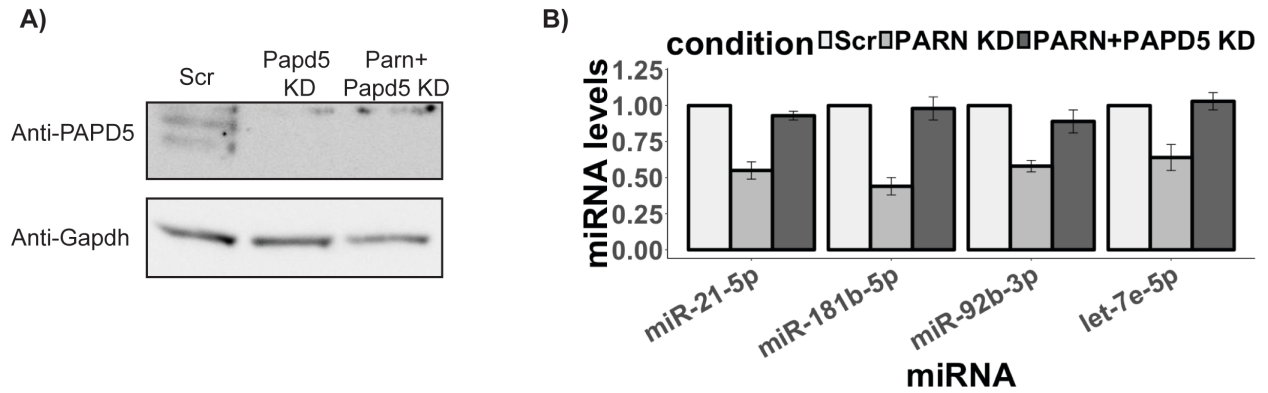 A)
Scr
Papd5
KD
Parn+
Papd5 KD
Anti-PAPD5
Anti-Gapdh
B)
condition Scr PARN KD PARN+PAPD5 KD
miRNA levels
1.25
1.00
0.75
0.50
0.25
0.00
miR-21-5p
miR-181b-5p
miR-92b-3p
let-7e-5p
miRNA